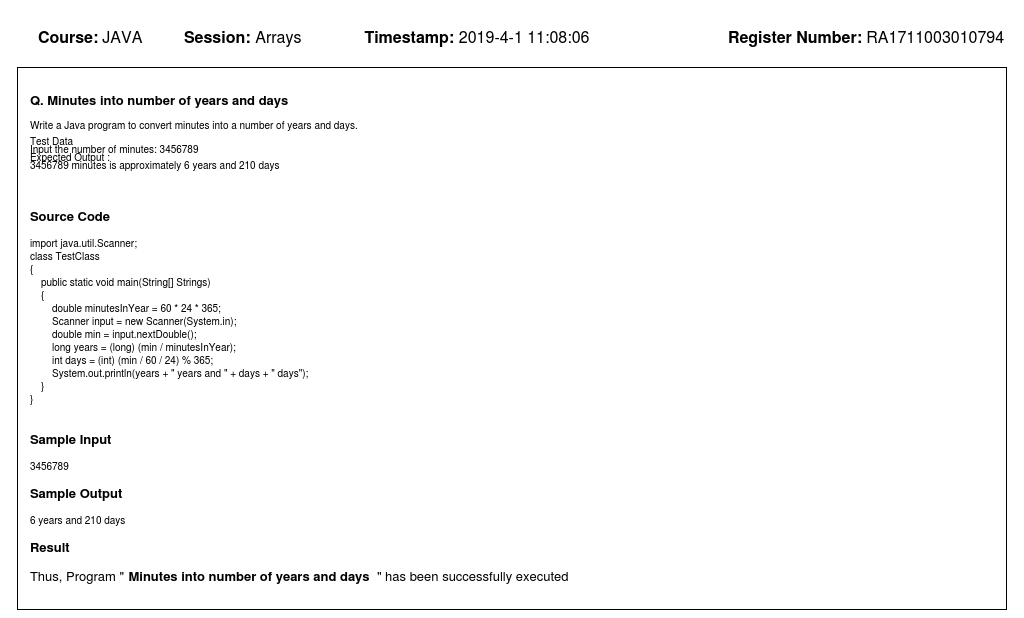 Course: JAVA Session: Arrays Timestamp: 2019-4-1 11:08:06 Register Number: RA1711003010794
Q. Minutes into number of years and days
Write a Java program to convert minutes into a number of years and days.
Test Data
Input the number of minutes: 3456789
Expected Output :
3456789 minutes is approximately 6 years and 210 days
Source Code
import java.util.Scanner;
class TestClass
{
    public static void main(String[] Strings)
    {
        double minutesInYear = 60 * 24 * 365;
        Scanner input = new Scanner(System.in);
        double min = input.nextDouble();
        long years = (long) (min / minutesInYear);
        int days = (int) (min / 60 / 24) % 365;
        System.out.println(years + " years and " + days + " days");
    }
}
Sample Input
3456789
Sample Output
6 years and 210 days
Result
Thus, Program " Minutes into number of years and days " has been successfully executed